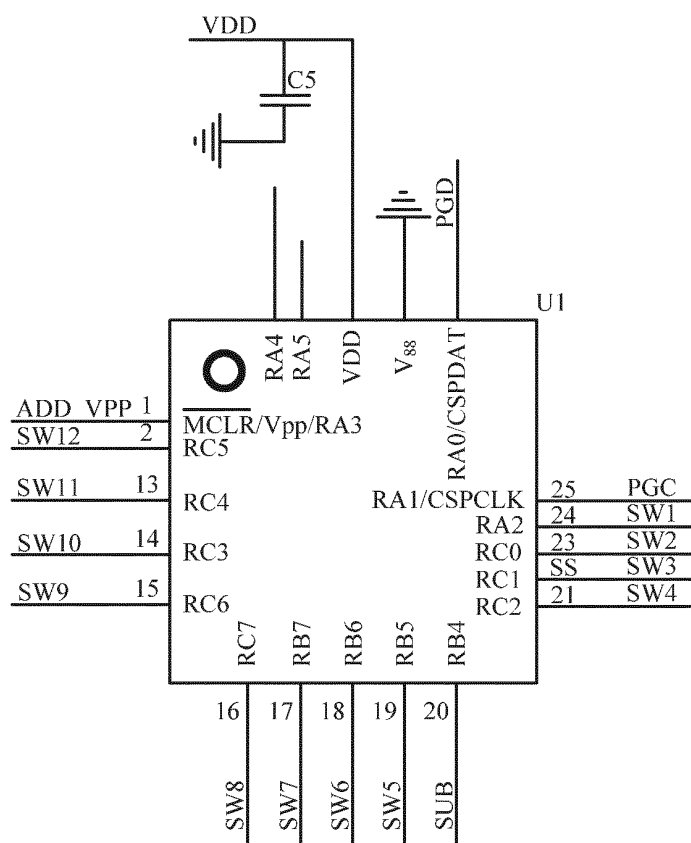 VDD
C5
PGD
U1
RA4
RA5
VDD
V88
RA0/CSPDAT
ADD VPP 1
MCLR/Vpp/RA3
SW12 2
RC5
SW11 13
RC4
SW10 14
RC3
SW9 15
RC6
RA1/CSPCLK 25 PGC
RA2 24 SW1
RC0 23 SW2
RC1 SS SW3
RC2 21 SW4
RC7
RB7
RB6
RB5
RB4
16
17
18
19
20
SW8
SW7
SW6
SW5
SUB